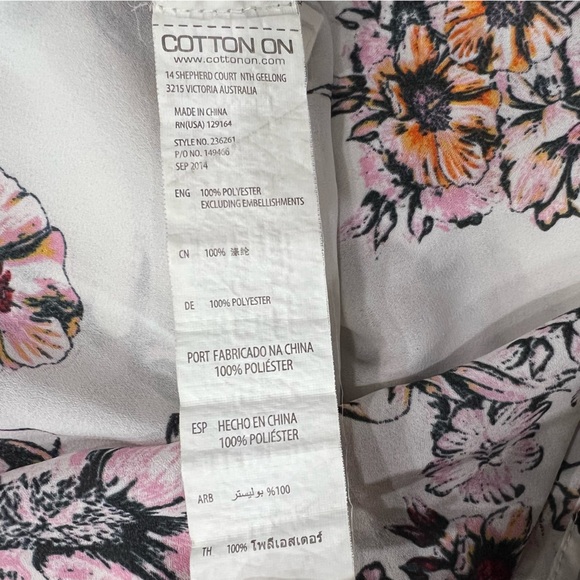 COTTON ON
www.cottonon.com
14 SHEPHERD COURT NTH GEELONG
3215 VICTORIA AUSTRALIA
MADE IN CHINA
RN(USA) 129164
STYLE NO. 236261
P/O NO. 149466
SEP 2014
ENG 100% POLYESTER
EXCLUDING EMBELLISHMENTS
CN 100% 涤纶
DE 100% POLYESTER
PORT FABRICADO NA CHINA
100% POLIÉSTER
ESP HECHO EN CHINA
100% POLIÉSTER
ARB %100 بوليستر
TH 100% โพลีเอสเตอร์